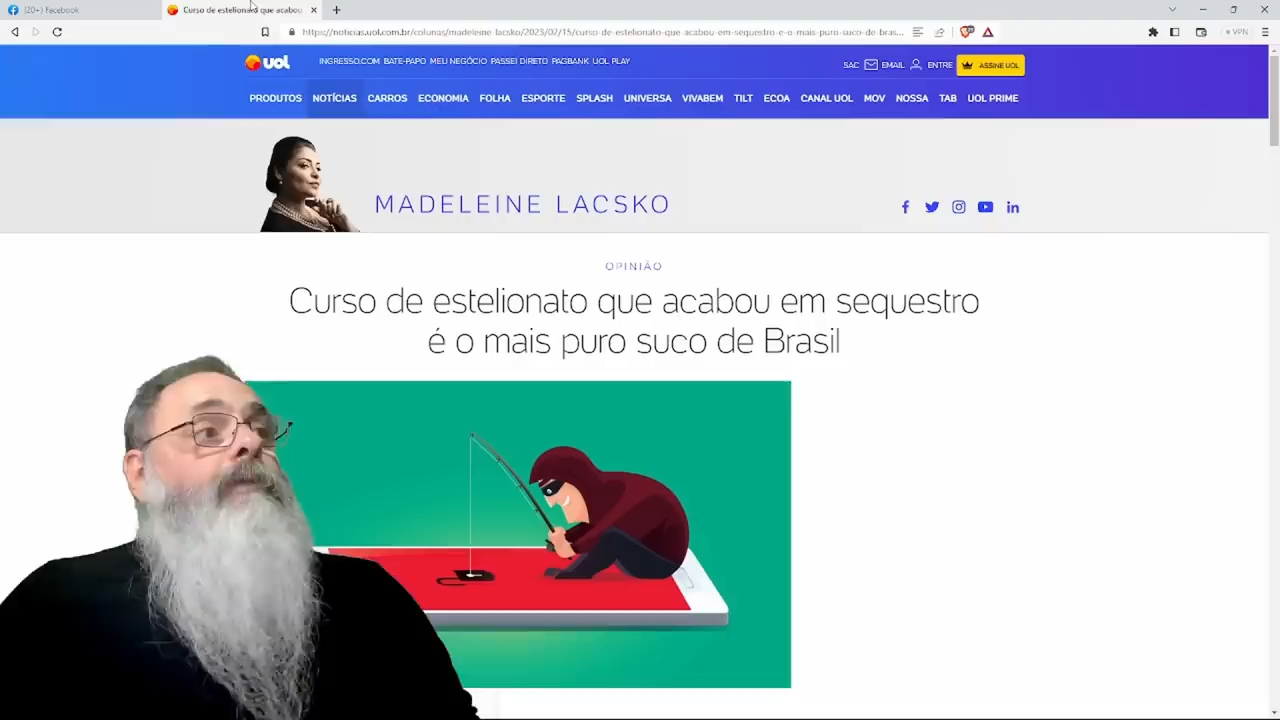 (20+) Facebook
Curso de estelionato que acabou
https://noticias.uol.com.br/colunas/madeleine-lacsko/2023/02/15/curso-de-estelionato-que-acabou-em-sequestro-e-o-mais-puro-suco-de-bras...
VPN
UOL
INGRESSO.COM BATE-PAPO MEU NEGÓCIO PASSEI DIRETO PAGBANK UOL PLAY
SAC EMAIL ENTRE ASSINE UOL
PRODUTOS NOTÍCIAS CARROS ECONOMIA FOLHA ESPORTE SPLASH UNIVERSA VIVABEM TILT ECOA CANAL UOL MOV NOSSA TAB UOL PRIME
MADELEINE LACSKO
OPINIÃO
Curso de estelionato que acabou em sequestro
é o mais puro suco de Brasil